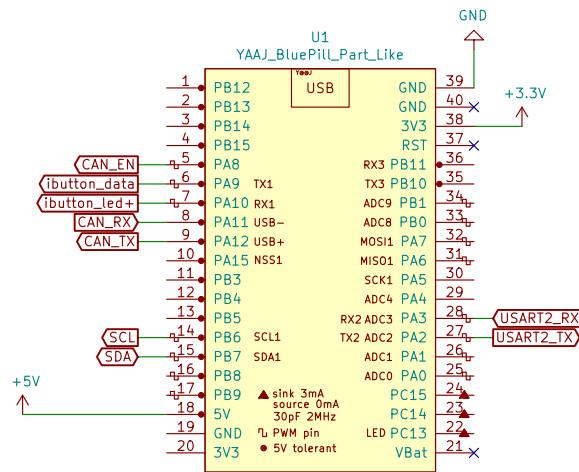 GND
U1
YAAJ_BluePill_Part_Like
YaaJ
USB
+3.3V
1 PB12 GND 39
2 PB13 GND 40
3 PB14 3V3 38
4 PB15 RST 37
CAN_EN 5 PA8 RX3 PB11 36
ibutton_data 6 PA9 TX1 TX3 PB10 35
ibutton_led+ 7 PA10 RX1 ADC9 PB1 34
CAN_RX 8 PA11 USB- ADC8 PB0 33
CAN_TX 9 PA12 USB+ MOSI1 PA7 32
10 PA15 NSS1 MISO1 PA6 31
11 PB3 SCK1 PA5 30
12 PB4 ADC4 PA4 29
13 PB5 RX2 ADC3 PA3 28 USART2_RX
SCL 14 PB6 SCL1 TX2 ADC2 PA2 27 USART2_TX
SDA 15 PB7 SDA1 ADC1 PA1 26
16 PB8 ADC0 PA0 25
+5V
17 PB9 sink 3mA PC15 24
source 0mA
18 5V 30pF 2MHz PC14 23
19 GND PWM pin LED PC13 22
20 3V3 5V tolerant VBat 21